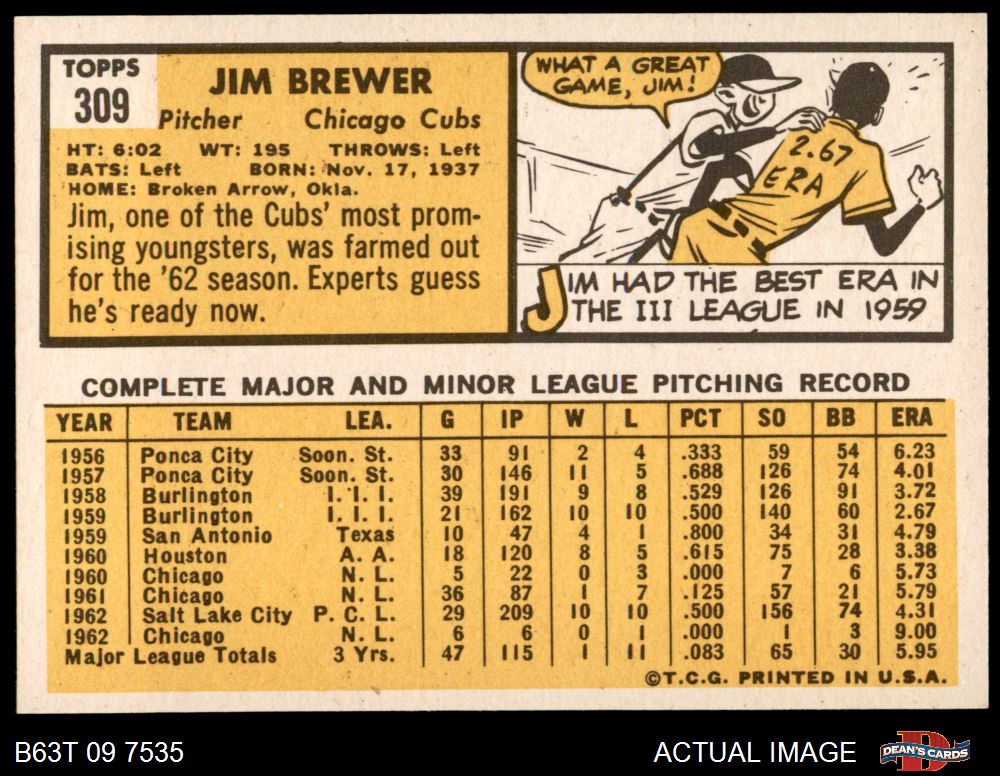 TOPPS
309
JIM BREWER
Pitcher Chicago Cubs
HT: 6:02 WT: 195 THROWS: Left
BATS: Left BORN: Nov. 17, 1937
HOME: Broken Arrow, Okla.
Jim, one of the Cubs' most prom-
ising youngsters, was farmed out
for the '62 season. Experts guess
he's ready now.
WHAT A GREAT
GAME, JIM!
2.67
ERA
JIM HAD THE BEST ERA IN
THE III LEAGUE IN 1959
COMPLETE MAJOR AND MINOR LEAGUE PITCHING RECORD
YEAR TEAM LEA. G IP W L PCT SO BB ERA
1956 Ponca City Soon. St. 33 91 2 4 .333 59 54 6.23
1957 Ponca City Soon. St. 30 146 11 5 .688 126 74 4.01
1958 Burlington I. I. I. 39 191 9 8 .529 126 91 3.72
1959 Burlington I. I. I. 21 162 10 10 .500 140 60 2.67
1959 San Antonio Texas 10 47 4 1 .800 34 31 4.79
1960 Houston A. A. 18 120 8 5 .615 75 28 3.38
1960 Chicago N. L. 5 22 0 3 .000 7 6 5.73
1961 Chicago N. L. 36 87 1 7 .125 57 21 5.79
1962 Salt Lake City P. C. L. 29 209 10 10 .500 156 74 4.31
1962 Chicago N. L. 6 6 0 1 .000 1 3 9.00
Major League Totals 3 Yrs. 47 115 1 11 .083 65 30 5.95
©T.C.G. PRINTED IN U.S.A.
B63T 09 7535
ACTUAL IMAGE
D
DEAN'S CARDS